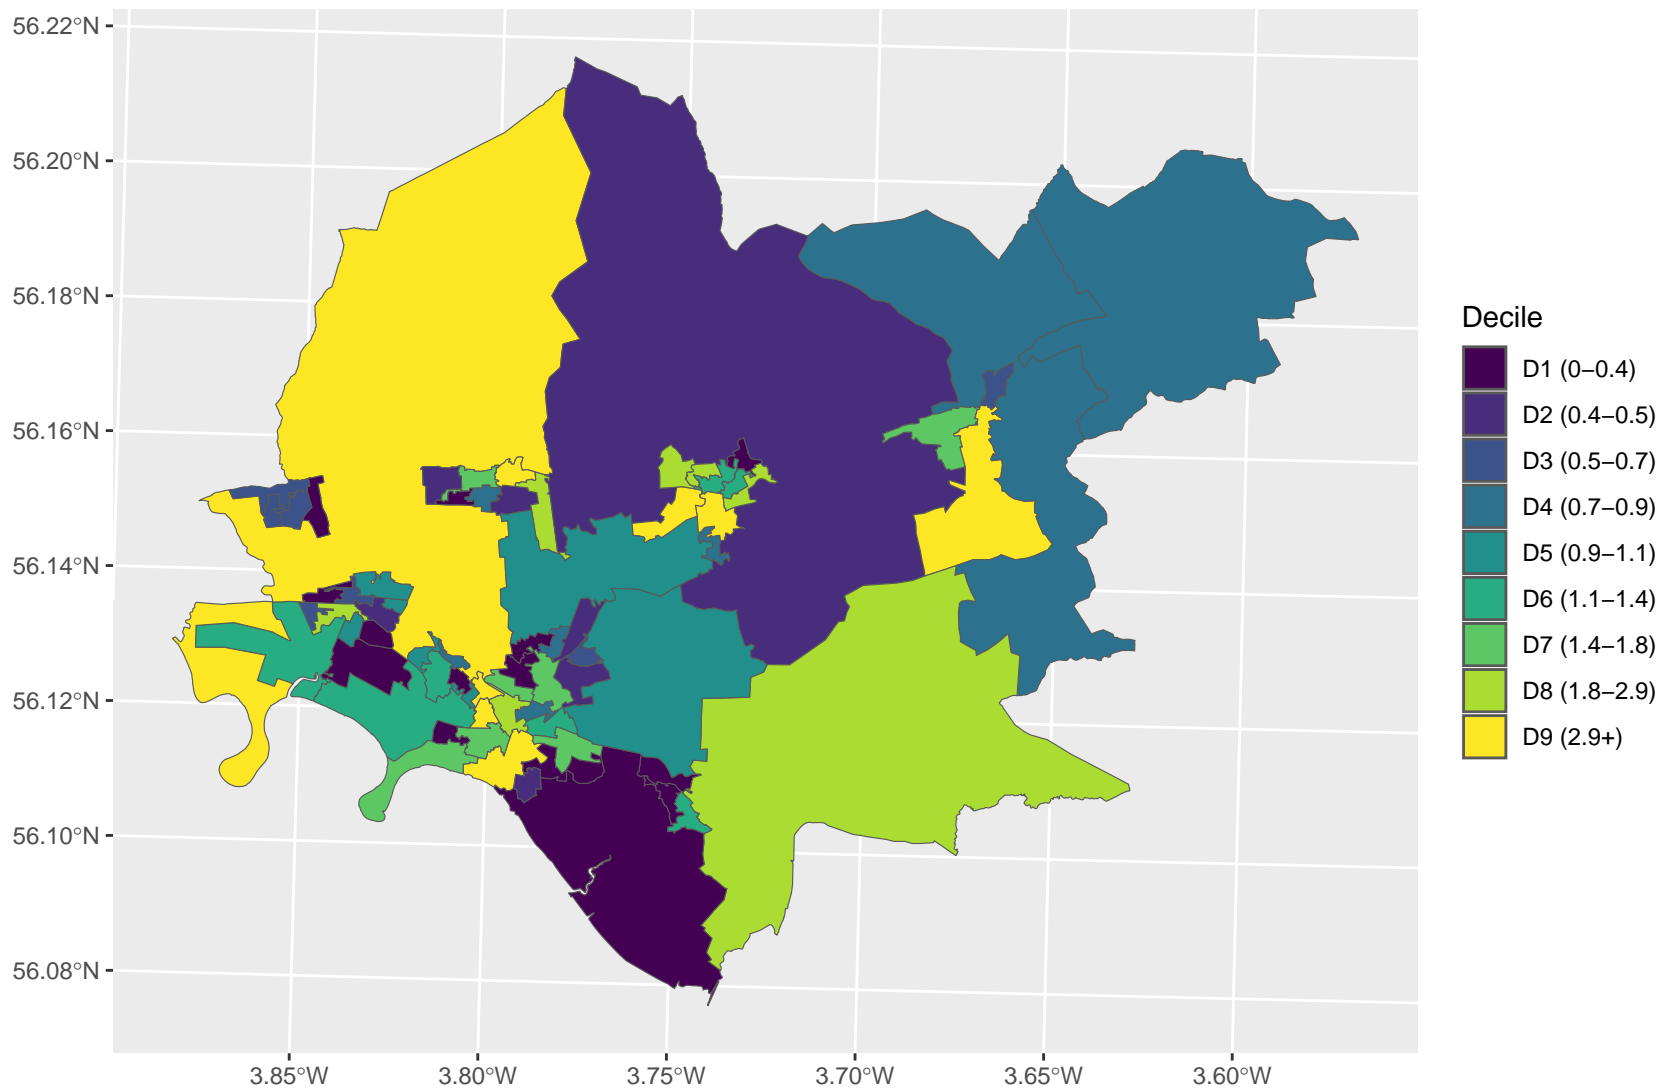 56.22°N
56.20°N
56.18°N
56.16°N
56.14°N
56.12°N
56.10°N
56.08°N
3.85°W
3.80°W
3.75°W
3.70°W
3.65°W
3.60°W
Decile
D1 (0−0.4)
D2 (0.4−0.5)
D3 (0.5−0.7)
D4 (0.7−0.9)
D5 (0.9−1.1)
D6 (1.1−1.4)
D7 (1.4−1.8)
D8 (1.8−2.9)
D9 (2.9+)